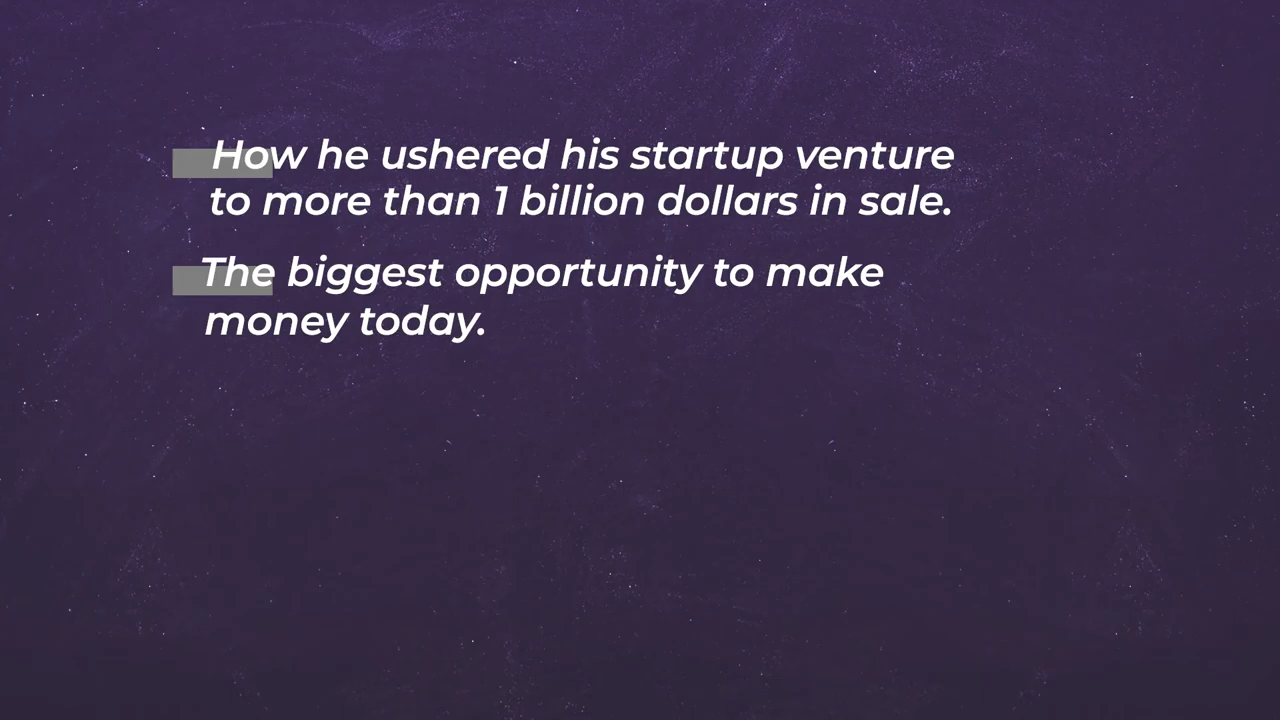 How he ushered his startup venture
to more than 1 billion dollars in sale.
The biggest opportunity to make
money today.